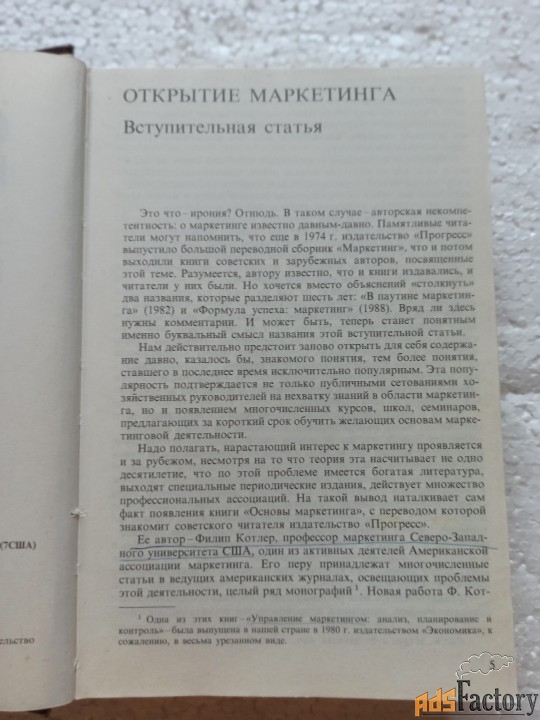 ОТКРЫТИЕ МАРКЕТИНГА
Вступительная статья
Это что – ирония? Отнюдь. В таком случае – авторская некомпе-
тентность: о маркетинге известно давным-давно. Памятливые чита-
тели могут напомнить, что еще в 1974 г. издательство «Прогресс»
выпустило большой переводной сборник «Маркетинг», что и потом
выходили книги советских и зарубежных авторов, посвященные
этой теме. Разумеется, автору известно, что и книги издавались, и
читатели у них были. Но хочется вместо объяснений «столкнуть»
два названия, которые разделяют шесть лет: «В паутине маркетин-
га» (1982) и «Формула успеха: маркетинг» (1988). Вряд ли здесь
нужны комментарии. И может быть, теперь станет понятным
именно буквальный смысл названия этой вступительной статьи.
Нам действительно предстоит заново открыть для себя содержа-
ние давно, казалось бы, знакомого понятия, тем более понятия,
ставшего в последнее время исключительно популярным. Эта попу-
лярность подтверждается не только публичными сетованиями хо-
зяйственных руководителей на нехватку знаний в области маркетин-
га, но и появлением многочисленных курсов, школ, семинаров,
предлагающих за короткий срок обучить желающих основам марке-
тинговой деятельности.
Надо полагать, нарастающий интерес к маркетингу проявляется
и за рубежом, несмотря на то что теория эта насчитывает не одно
десятилетие, что по этой проблеме имеется богатая литература,
выходят специальные периодические издания, действует множество
профессиональных ассоциаций. На такой вывод наталкивает сам
факт появления книги «Основы маркетинга», с переводом которой
знакомит советского читателя издательство «Прогресс».
Ее автор – Филип Котлер, профессор маркетинга Северо-Запад-
ного университета США, один из активных деятелей Американской
ассоциации маркетинга. Его перу принадлежат многочисленные
статьи в ведущих американских журналах, освещающих проблемы
этой деятельности, целый ряд монографий ¹. Новая работа Ф. Кот-
¹ Одна из этих книг – «Управление маркетингом: анализ, планирование и
контроль» – была выпущена в нашей стране в 1980 г. издательством «Экономика», к
сожалению, в весьма урезанном виде.
5
(7США)
ельство
AdsFactory